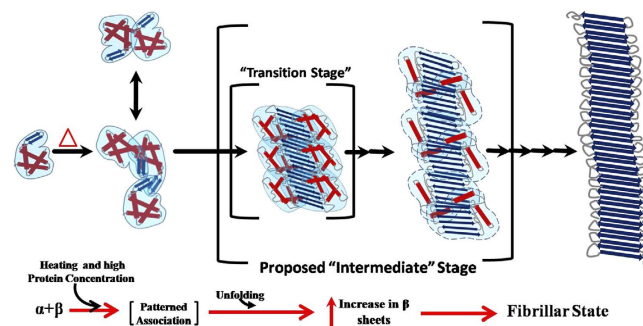 "Transition Stage"
△
Proposed "Intermediate" Stage
Heating and high
Protein Concentration
α+β
[ Patterned
Association ]
Unfolding
Increase in β
sheets
Fibrillar State